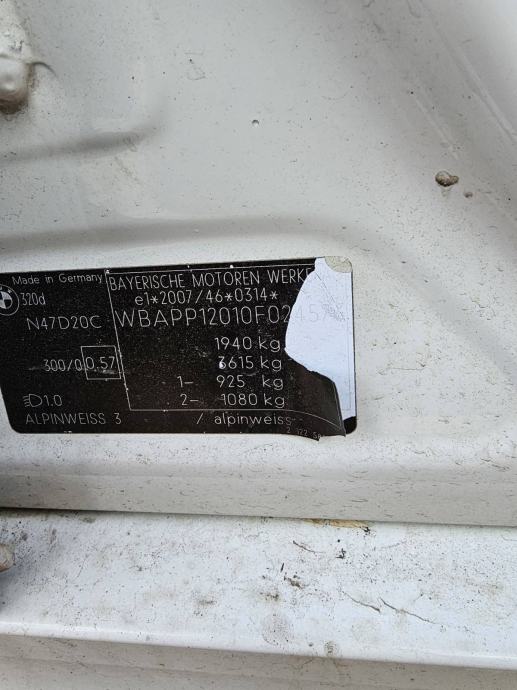 Made in Germany
BAYERISCHE MOTOREN WERKE
320d
e1*2007/46*0314*
N47D20C
WBAPP12010F02457
1940 kg
3615 kg
300/0 0,57
1- 925 kg
1.0
2- 1080 kg
ALPINWEISS 3 / alpinweiss